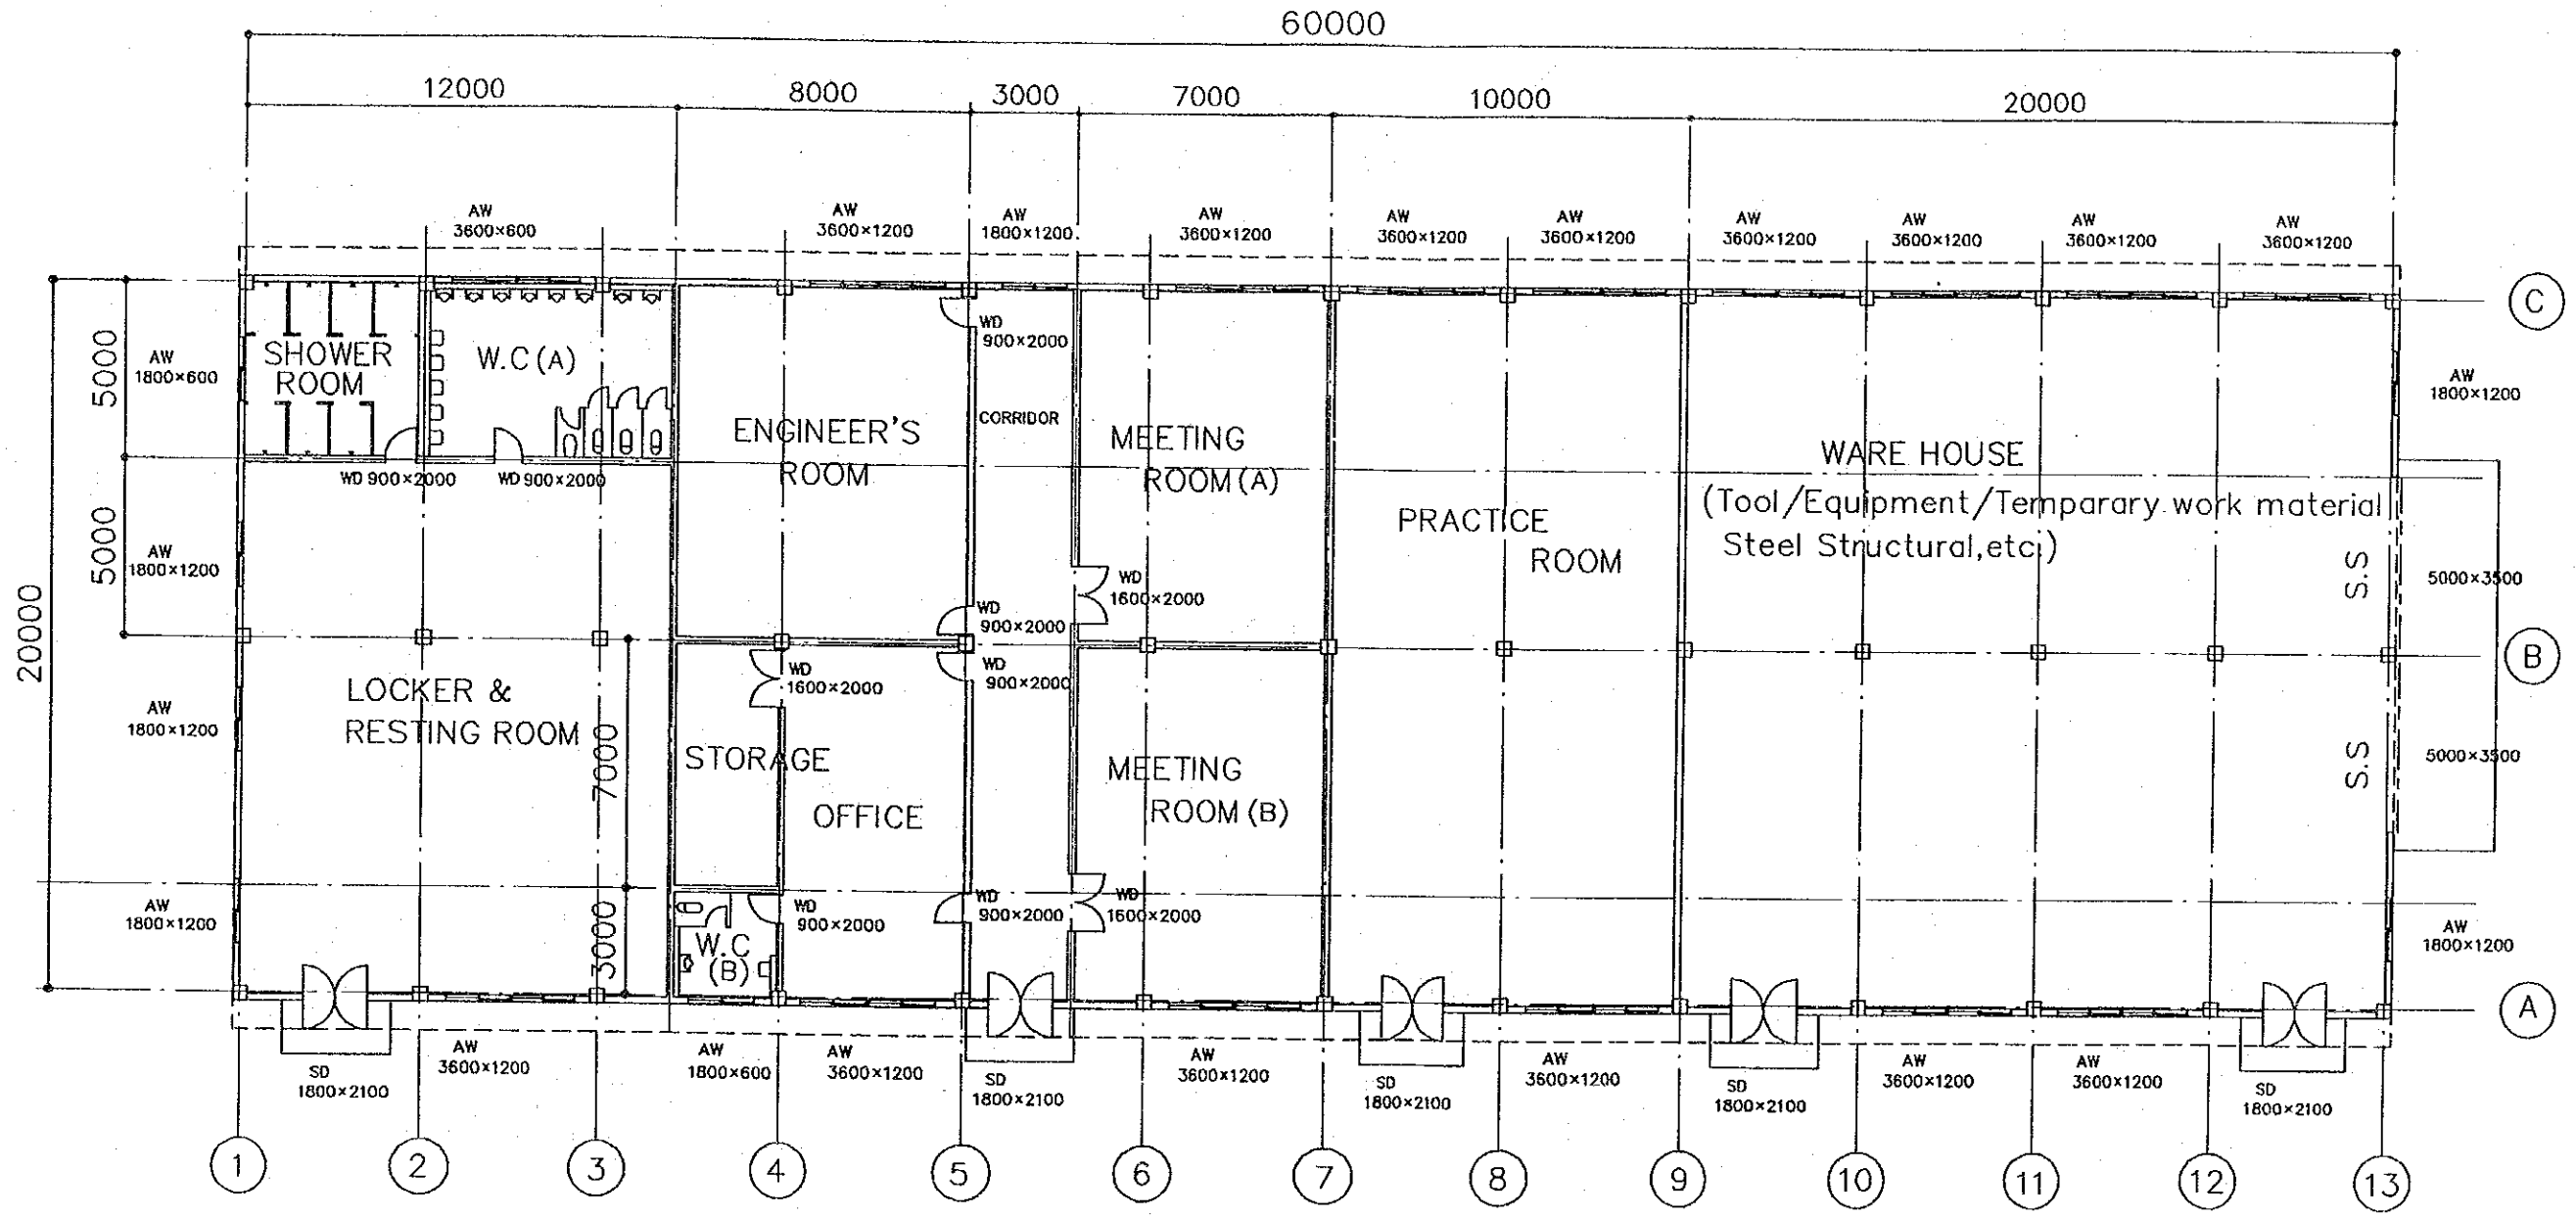 60000
12000
8000
3000
7000
10000
20000
AW
3600×600
AW
3600×1200
AW
1800×1200
AW
3600×1200
AW
3600×1200
AW
3600×1200
AW
3600×1200
AW
3600×1200
AW
3600×1200
AW
3600×1200
C
5000
AW
1800×600
SHOWER
ROOM
W.C(A)
WD
900×2000
AW
1800×1200
CORRIDOR
ENGINEER'S
ROOM
MEETING
ROOM(A)
WARE HOUSE
(Tool/Equipment/Temparary work material
Steel Structural,etc.)
WD 900×2000
WD 900×2000
PRACTICE
ROOM
5000
AW
1800×1200
20000
WD
1600×2000
WD
900×2000
S.S
5000×3500
B
WD
1600×2000
WD
900×2000
LOCKER &
RESTING ROOM
AW
1800×1200
7000
STORAGE
OFFICE
MEETING
ROOM(B)
S.S
5000×3500
AW
1800×1200
3000
WD
900×2000
WD
900×2000
WD
1600×2000
W.C
(B)
AW
1800×1200
A
SD
1800×2100
AW
3600×1200
AW
1800×600
AW
3600×1200
SD
1800×2100
AW
3600×1200
SD
1800×2100
AW
3600×1200
SD
1800×2100
AW
3600×1200
AW
3600×1200
SD
1800×2100
1
2
3
4
5
6
7
8
9
10
11
12
13